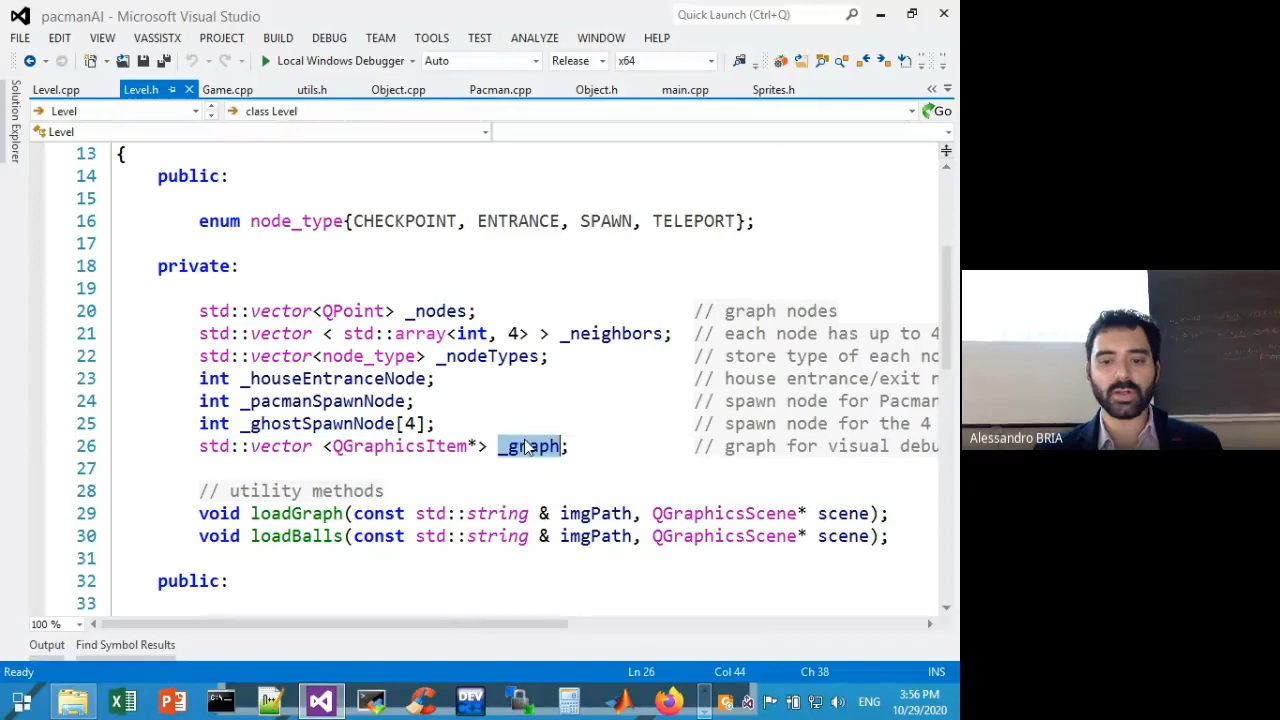 pacmanAI - Microsoft Visual Studio
Quick Launch (Ctrl+Q)
FILE EDIT VIEW VASSISTX PROJECT BUILD DEBUG TEAM TOOLS TEST ANALYZE WINDOW HELP
Local Windows Debugger Auto Release x64
Level.cpp Level.h Game.cpp utils.h Object.cpp Pacman.cpp Object.h main.cpp Sprites.h
Level class Level Go
Level
Solution Explorer
13 {
14 public:
15
16 enum node_type{CHECKPOINT, ENTRANCE, SPAWN, TELEPORT};
17
18 private:
19
20 std::vector<QPoint> _nodes; // graph nodes
21 std::vector < std::array<int, 4> > _neighbors; // each node has up to 4
22 std::vector<node_type> _nodeTypes; // store type of each no
23 int _houseEntranceNode; // house entrance/exit n
24 int _pacmanSpawnNode; // spawn node for Pacman
25 int _ghostSpawnNode[4]; // spawn node for the 4
26 std::vector <QGraphicsItem*> _graph; // graph for visual debu
27
28 // utility methods
29 void loadGraph(const std::string & imgPath, QGraphicsScene* scene);
30 void loadBalls(const std::string & imgPath, QGraphicsScene* scene);
31
32 public:
33
100 %
Output Find Symbol Results
Ready Ln 26 Col 44 Ch 38 INS
DEV
ENG
3:56 PM
10/29/2020
Alessandro BRIA